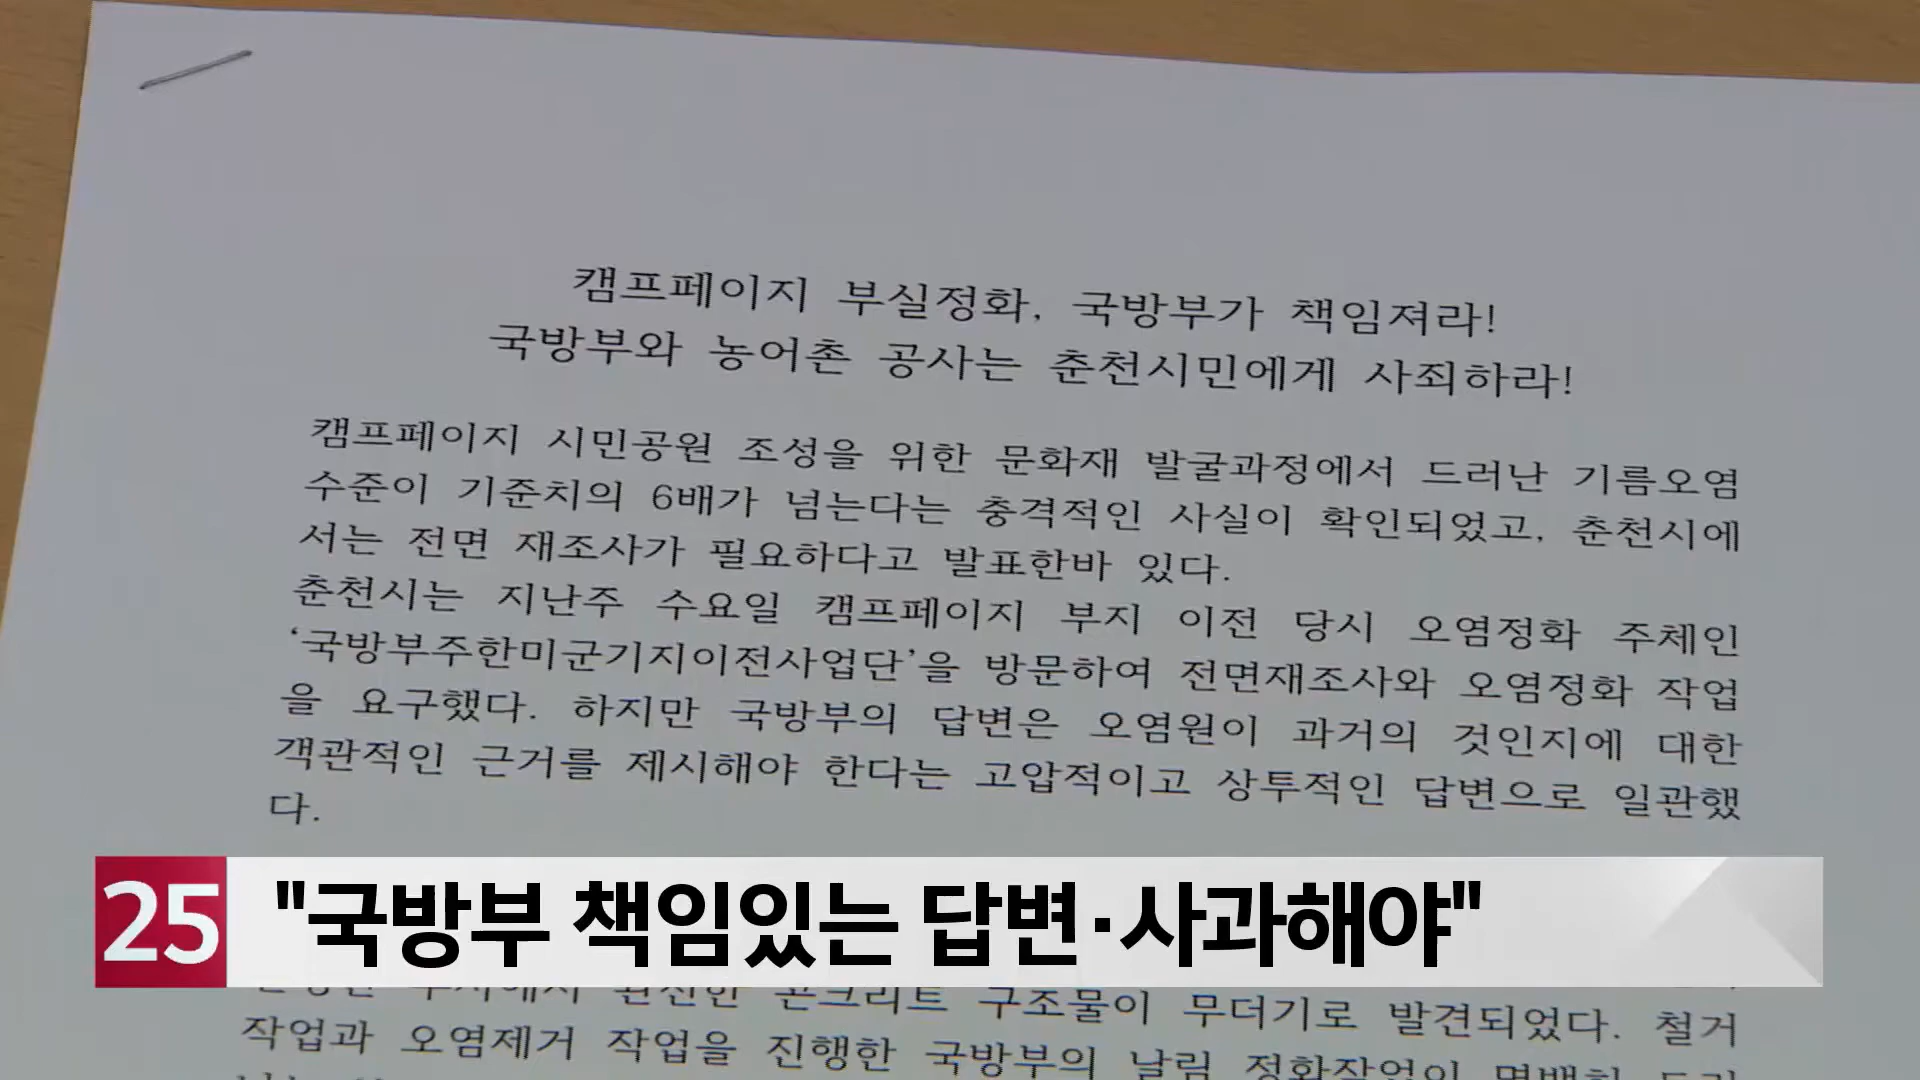 캠프페이지 부실정화, 국방부가 책임져라!
국방부와 농어촌 공사는 춘천시민에게 사죄하라!
캠프페이지 시민공원 조성을 위한 문화재 발굴과정에서 드러난 기름오염
수준이 기준치의 6배가 넘는다는 충격적인 사실이 확인되었고, 춘천시에
서는 전면 재조사가 필요하다고 발표한바 있다.
춘천시는 지난주 수요일 캠프페이지 부지 이전 당시 오염정화 주체인
‘국방부주한미군기지이전사업단’을 방문하여 전면재조사와 오염정화 작업
을 요구했다. 하지만 국방부의 답변은 오염원이 과거의 것인지에 대한
객관적인 근거를 제시해야 한다는 고압적이고 상투적인 답변으로 일관했
다.
25 "국방부 책임있는 답변·사과해야"
콘크리트 구조물이 무더기로 발견되었다. 철거
작업과 오염제거 작업을 진행한 국방부의 날림 정화작업이